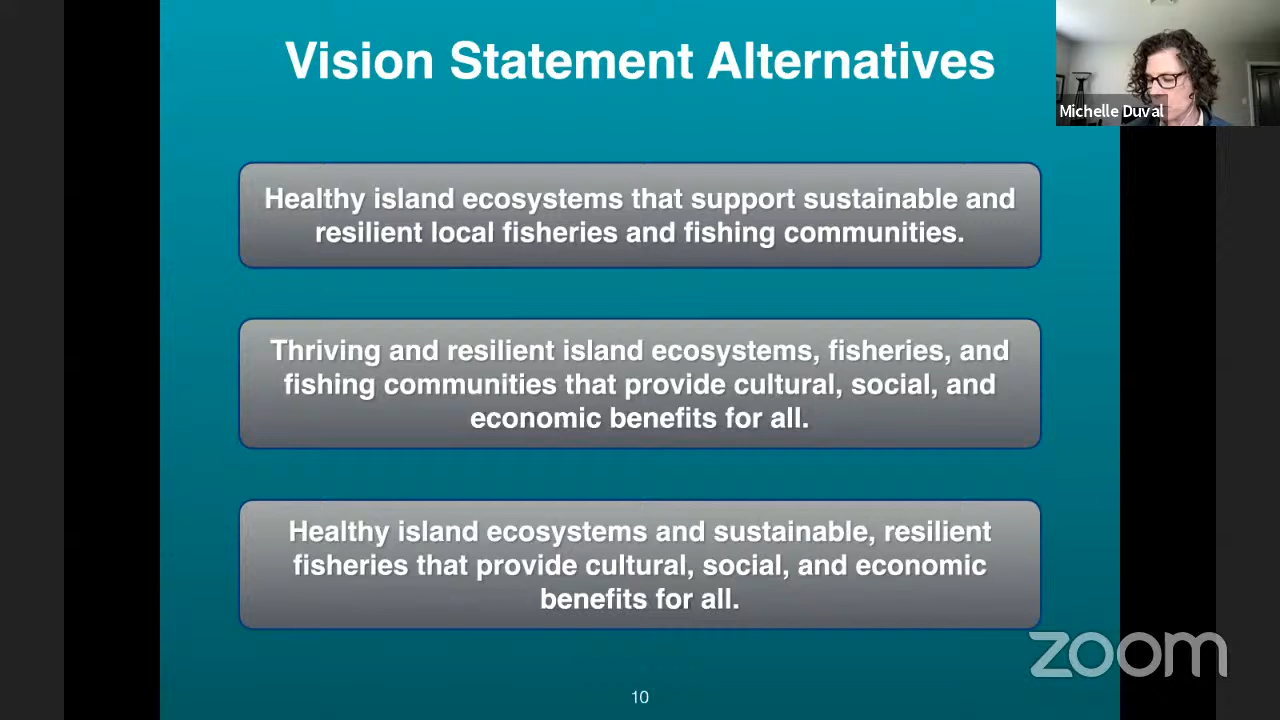 Vision Statement Alternatives
Michelle Duval
Healthy island ecosystems that support sustainable and
resilient local fisheries and fishing communities.
Thriving and resilient island ecosystems, fisheries, and
fishing communities that provide cultural, social, and
economic benefits for all.
Healthy island ecosystems and sustainable, resilient
fisheries that provide cultural, social, and economic
benefits for all.
zoom
10